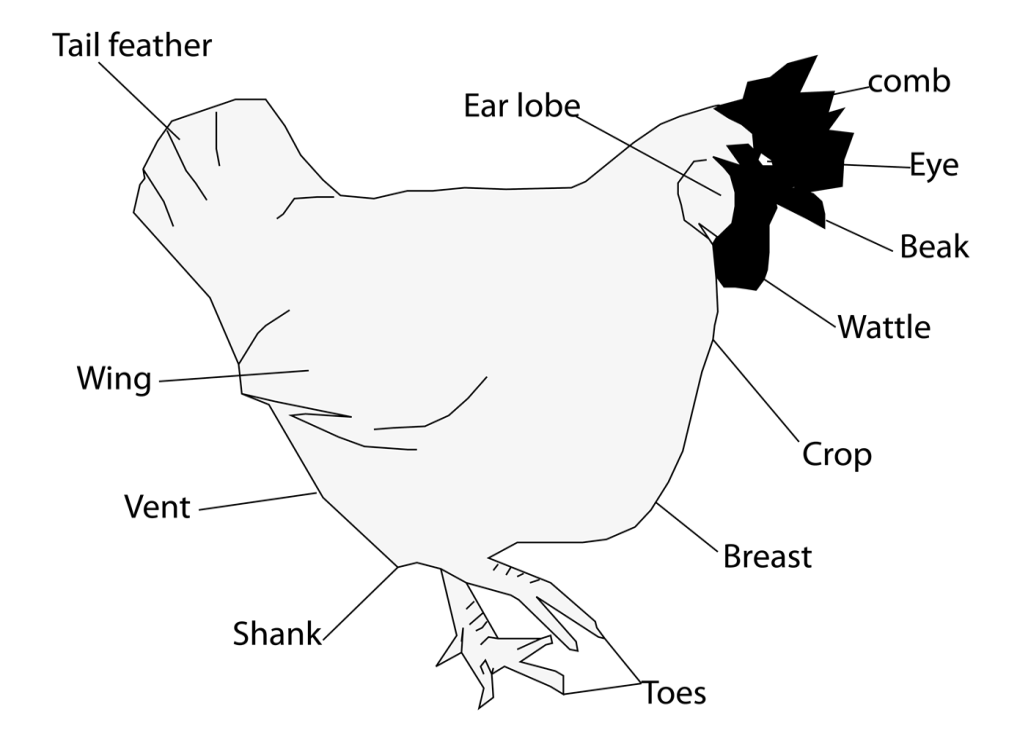 Tail feather
comb
Ear lobe
Eye
Beak
Wattle
Wing
Crop
Vent
Breast
Shank
Toes